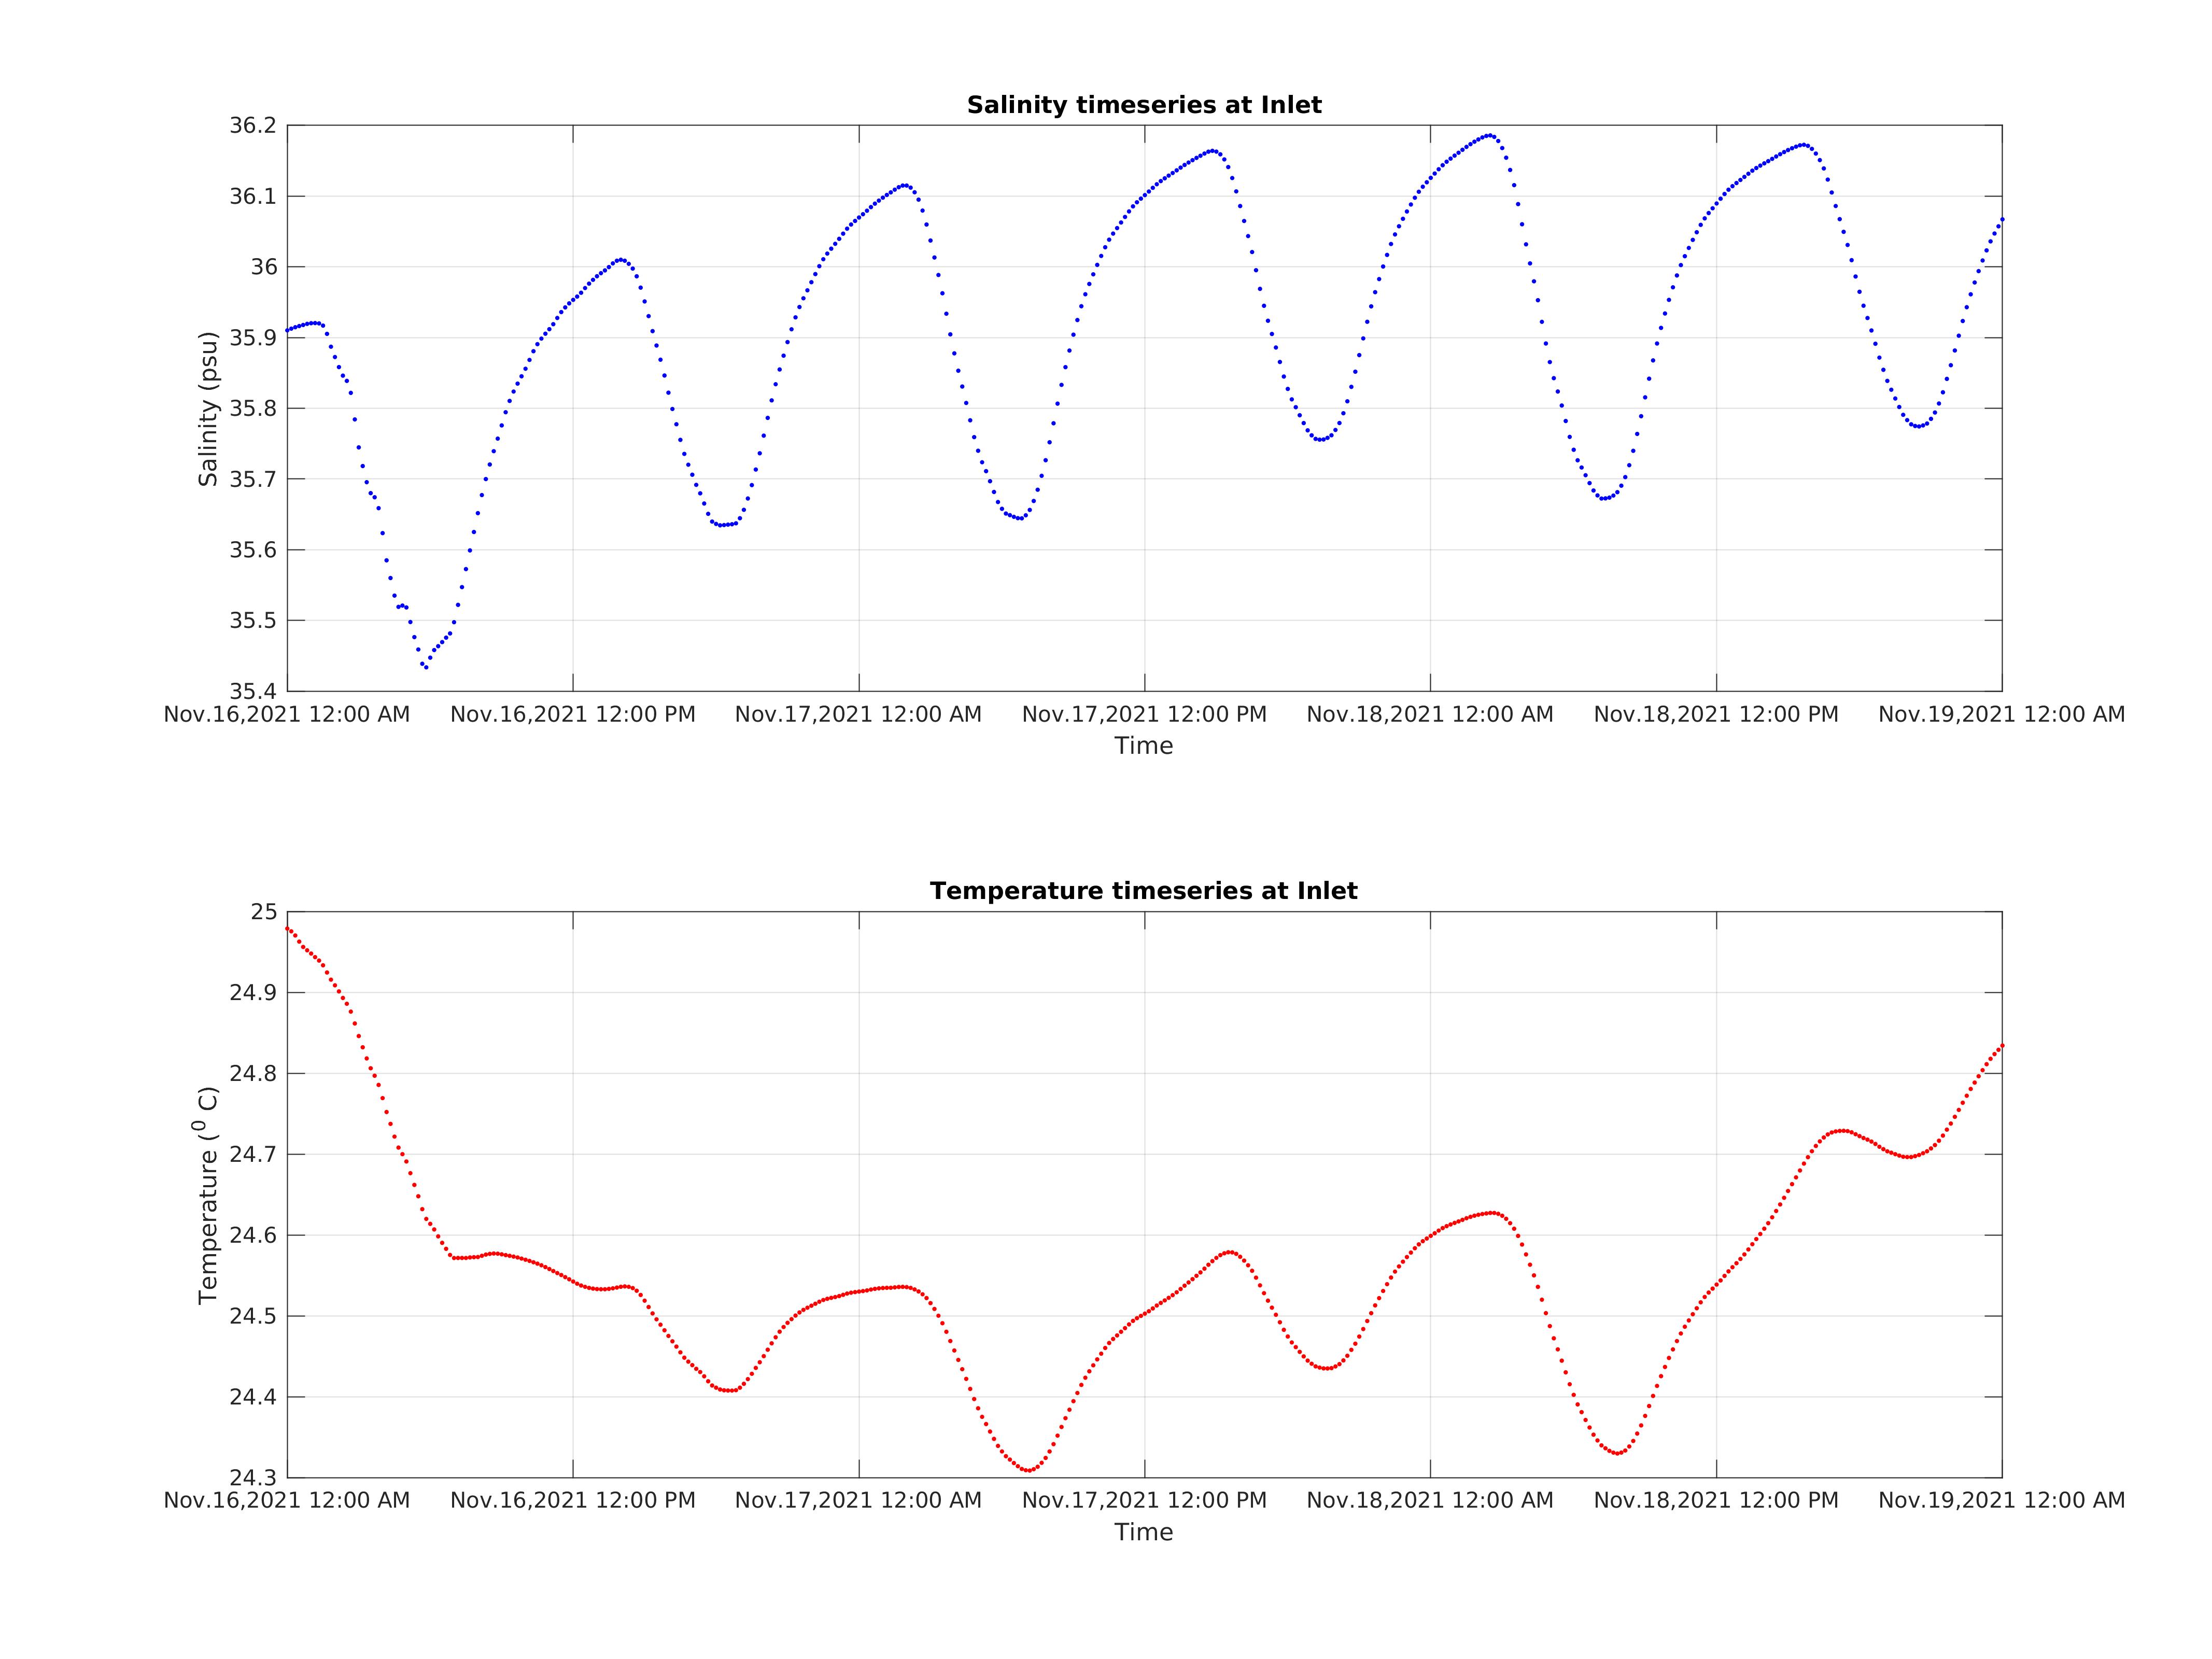 Salinity timeseries at Inlet
36.2
36.1
36
35.9
35.8
35.7
35.6
35.5
35.4
Salinity (psu)
Nov.16,2021 12:00 AM Nov.16,2021 12:00 PM Nov.17,2021 12:00 AM Nov.17,2021 12:00 PM Nov.18,2021 12:00 AM Nov.18,2021 12:00 PM Nov.19,2021 12:00 AM
Time
Temperature timeseries at Inlet
25
24.9
24.8
24.7
24.6
24.5
24.4
24.3
Temperature (⁰ C)
Nov.16,2021 12:00 AM Nov.16,2021 12:00 PM Nov.17,2021 12:00 AM Nov.17,2021 12:00 PM Nov.18,2021 12:00 AM Nov.18,2021 12:00 PM Nov.19,2021 12:00 AM
Time